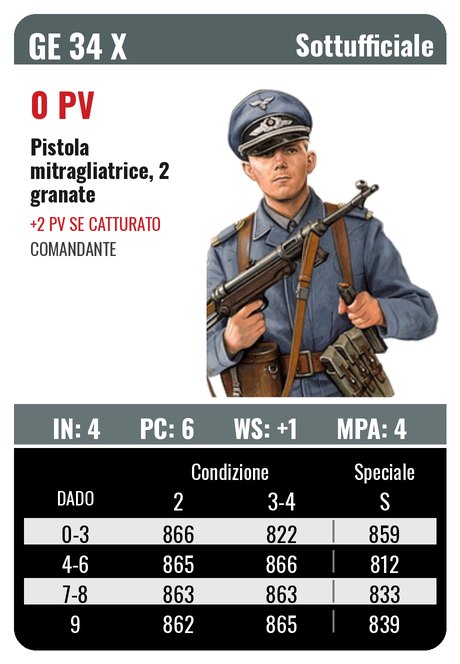 GE 34 X Sottufficiale
0 PV
Pistola
mitragliatrice, 2
granate
+2 PV SE CATTURATO
COMANDANTE
IN: 4 PC: 6 WS: +1 MPA: 4
Condizione Speciale
DADO 2 3-4 S
0-3 866 822 859
4-6 865 866 812
7-8 863 863 833
9 862 865 839